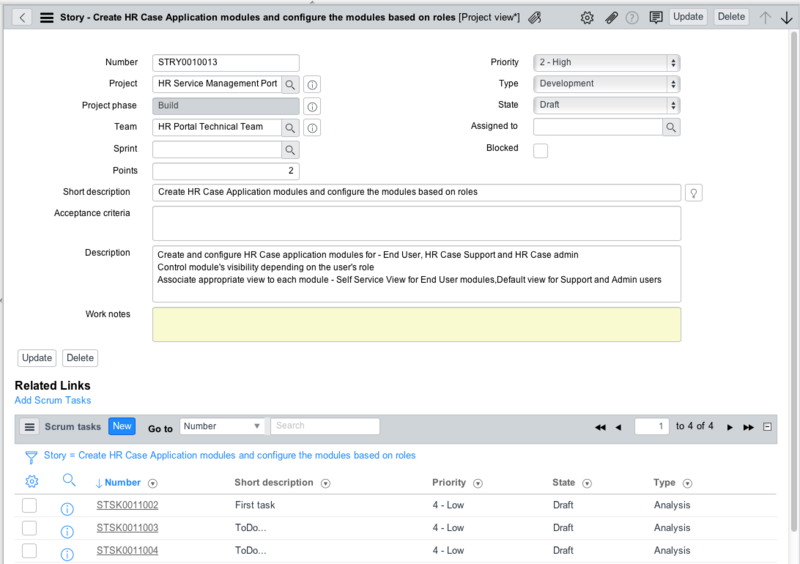 Story - Create HR Case Application modules and configure the modules based on roles [Project view*] Update Delete
Number STRY0010013 Priority 2 - High
Project HR Service Management Port Type Development
Project phase Build State Draft
Team HR Portal Technical Team Assigned to
Sprint Blocked
Points 2
Short description Create HR Case Application modules and configure the modules based on roles
Acceptance criteria
Description Create and configure HR Case application modules for - End User, HR Case Support and HR Case admin
Control module's visibility depending on the user's role
Associate appropriate view to each module - Self Service View for End User modules,Default view for Support and Admin users
Work notes
Update Delete
Related Links
Add Scrum Tasks
Scrum tasks New Go to Number Search 1 to 4 of 4
Story = Create HR Case Application modules and configure the modules based on roles
Number Short description Priority State Type
STSK0011002 First task 4 - Low Draft Analysis
STSK0011003 ToDo... 4 - Low Draft Analysis
STSK0011004 ToDo... 4 - Low Draft Analysis